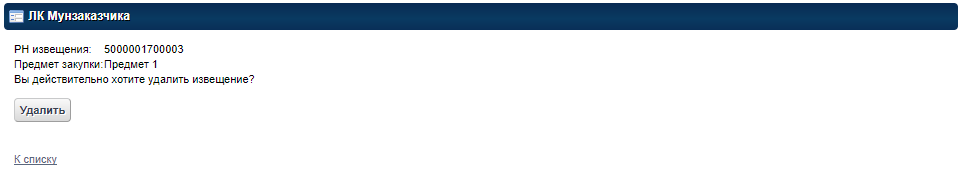 ЛК Мунзаказчика
РН извещения: 5000001700003
Предмет закупки:Предмет 1
Вы действительно хотите удалить извещение?
Удалить
К списку